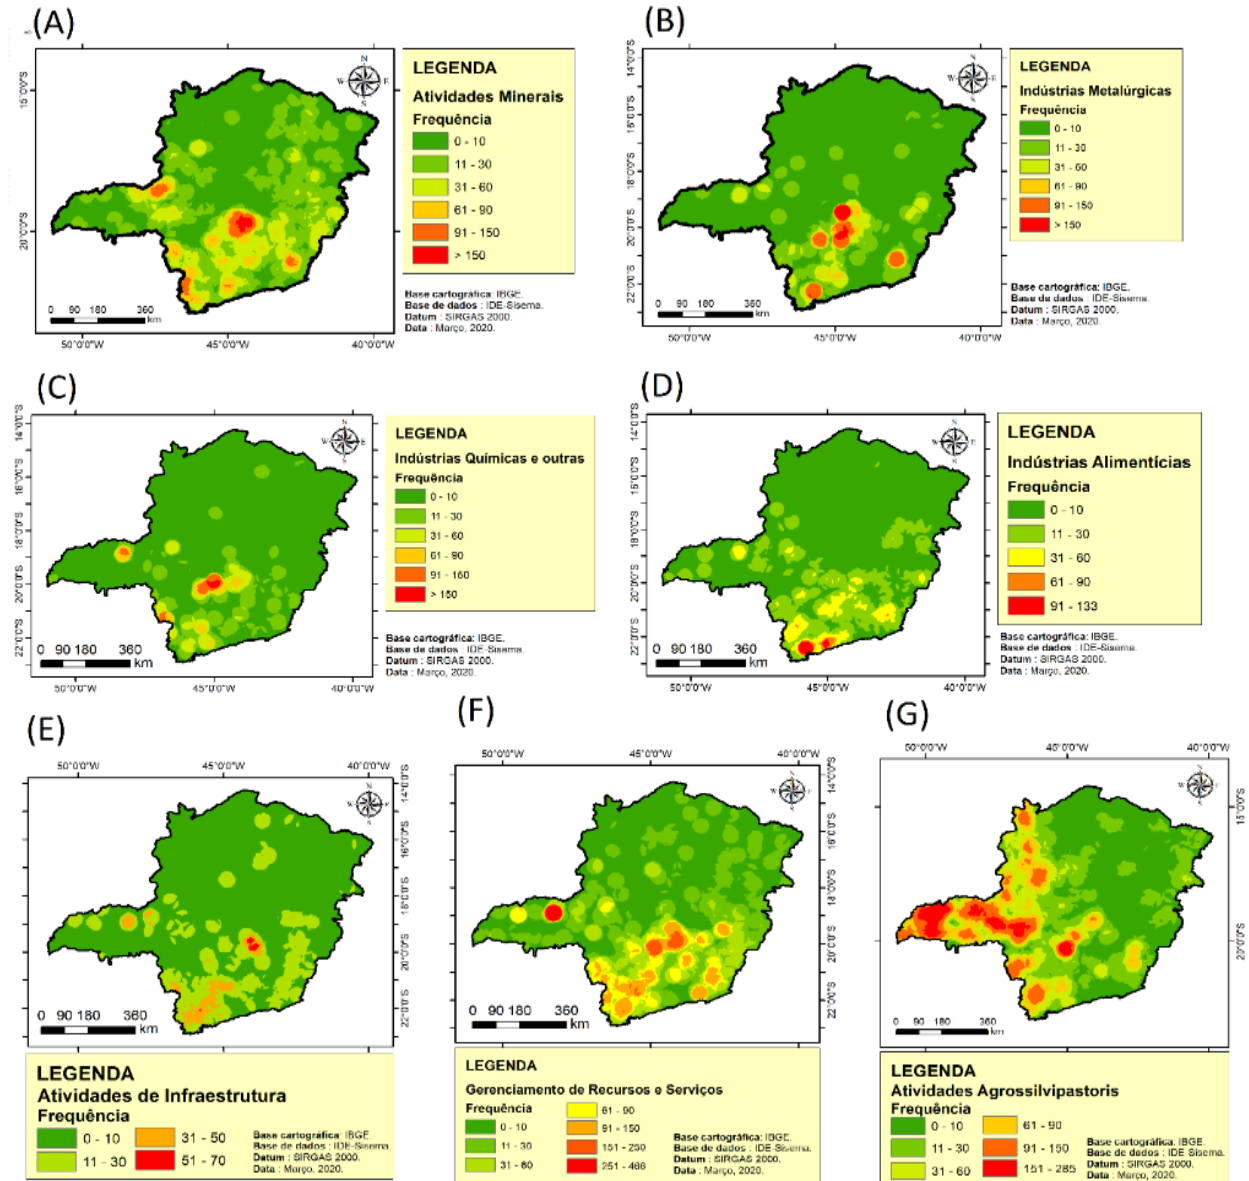 (A)
N
W E
S
15°0'0"S
20°0'0"S
0 90 180 360
km
50°0'0"W 45°0'0"W 40°0'0"W
LEGENDA
Atividades Minerais
Frequência
0 - 10
11 - 30
31 - 60
61 - 90
91 - 150
> 150
Base cartográfica: IBGE.
Base de dados : IDE-Sisema.
Datum : SIRGAS 2000.
Data : Março, 2020.
(B)
N
W E
S
14°0'0"S
16°0'0"S
18°0'0"S
20°0'0"S
22°0'0"S
0 90 180 360
km
50°0'0"W 45°0'0"W 40°0'0"W
LEGENDA
Indústrias Metalúrgicas
Frequência
0 - 10
11 - 30
31 - 60
61 - 90
91 - 150
> 150
Base cartográfica: IBGE.
Base de dados : IDE-Sisema.
Datum : SIRGAS 2000.
Data : Março, 2020.
(C)
14°0'0"S
16°0'0"S
18°0'0"S
20°0'0"S
22°0'0"S
0 90 180 360
km
50°0'0"W 45°0'0"W 40°0'0"W
LEGENDA
Indústrias Químicas e outras
Frequência
0 - 10
11 - 30
31 - 60
61 - 90
> 150
Base cartográfica: IBGE.
Base de dados : IDE-Sisema.
Datum : SIRGAS 2000.
Data : Março, 2020.
(D)
14°0'0"S
18°0'0"S
20°0'0"S
22°0'0"S
0 90 180 360
km
50°0'0"W 45°0'0"W 40°0'0"W
LEGENDA
Indústrias Alimentícias
Frequência
0 - 10
11 - 30
31 - 60
61 - 90
91 - 133
Base cartográfica: IBGE.
Base de dados : IDE-Sisema.
Datum : SIRGAS 2000.
Data : Março, 2020.
(E)
50°0'0"W 45°0'0"W 40°0'0"W
14°0'0"S
16°0'0"S
18°0'0"S
20°0'0"S
22°0'0"S
0 90 180 360
km
LEGENDA
Atividades de Infraestrutura
Frequência
0 - 10 31 - 50
11 - 30 51 - 70
Base cartográfica: IBGE.
Base de dados : IDE-Sisema.
Datum : SIRGAS 2000.
Data : Março, 2020.
(F)
50°0'0"W 45°0'0"W 40°0'0"W
14°0'0"S
16°0'0"S
18°0'0"S
20°0'0"S
22°0'0"S
0 90 180 360
km
LEGENDA
Gerenciamento de Recursos e Serviços
Frequência
0 - 10
11 - 30
31 - 60
61 - 90
91 - 150
151 - 250
Base cartográfica: IBGE.
Base de dados : IDE-Sisema.
Datum : SIRGAS 2000.
Data : Março, 2020.
(G)
50°0'0"W 45°0'0"W 40°0'0"W
15°0'0"S
20°0'0"S
0 90 180 360
km
LEGENDA
Atividades Agrossilvipastoris
Frequência
0 - 10
11 - 30
31 - 60
61 - 90
91 - 150
151 - 285
Base cartográfica: IBGE.
Base de dados : IDE-Sisema.
Datum : SIRGAS 2000.
Data : Março, 2020.